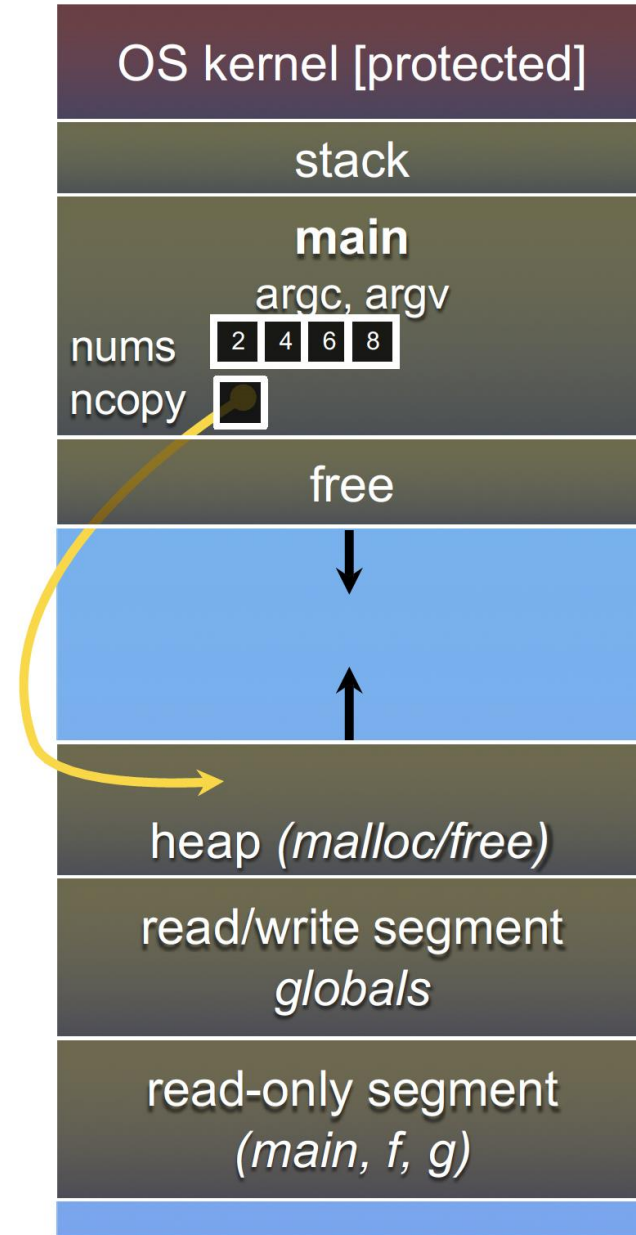 OS kernel [protected]
stack
main
argc, argv
nums 2 4 6 8
ncopy
free
heap (malloc/free)
read/write segment
globals
read-only segment
(main, f, g)